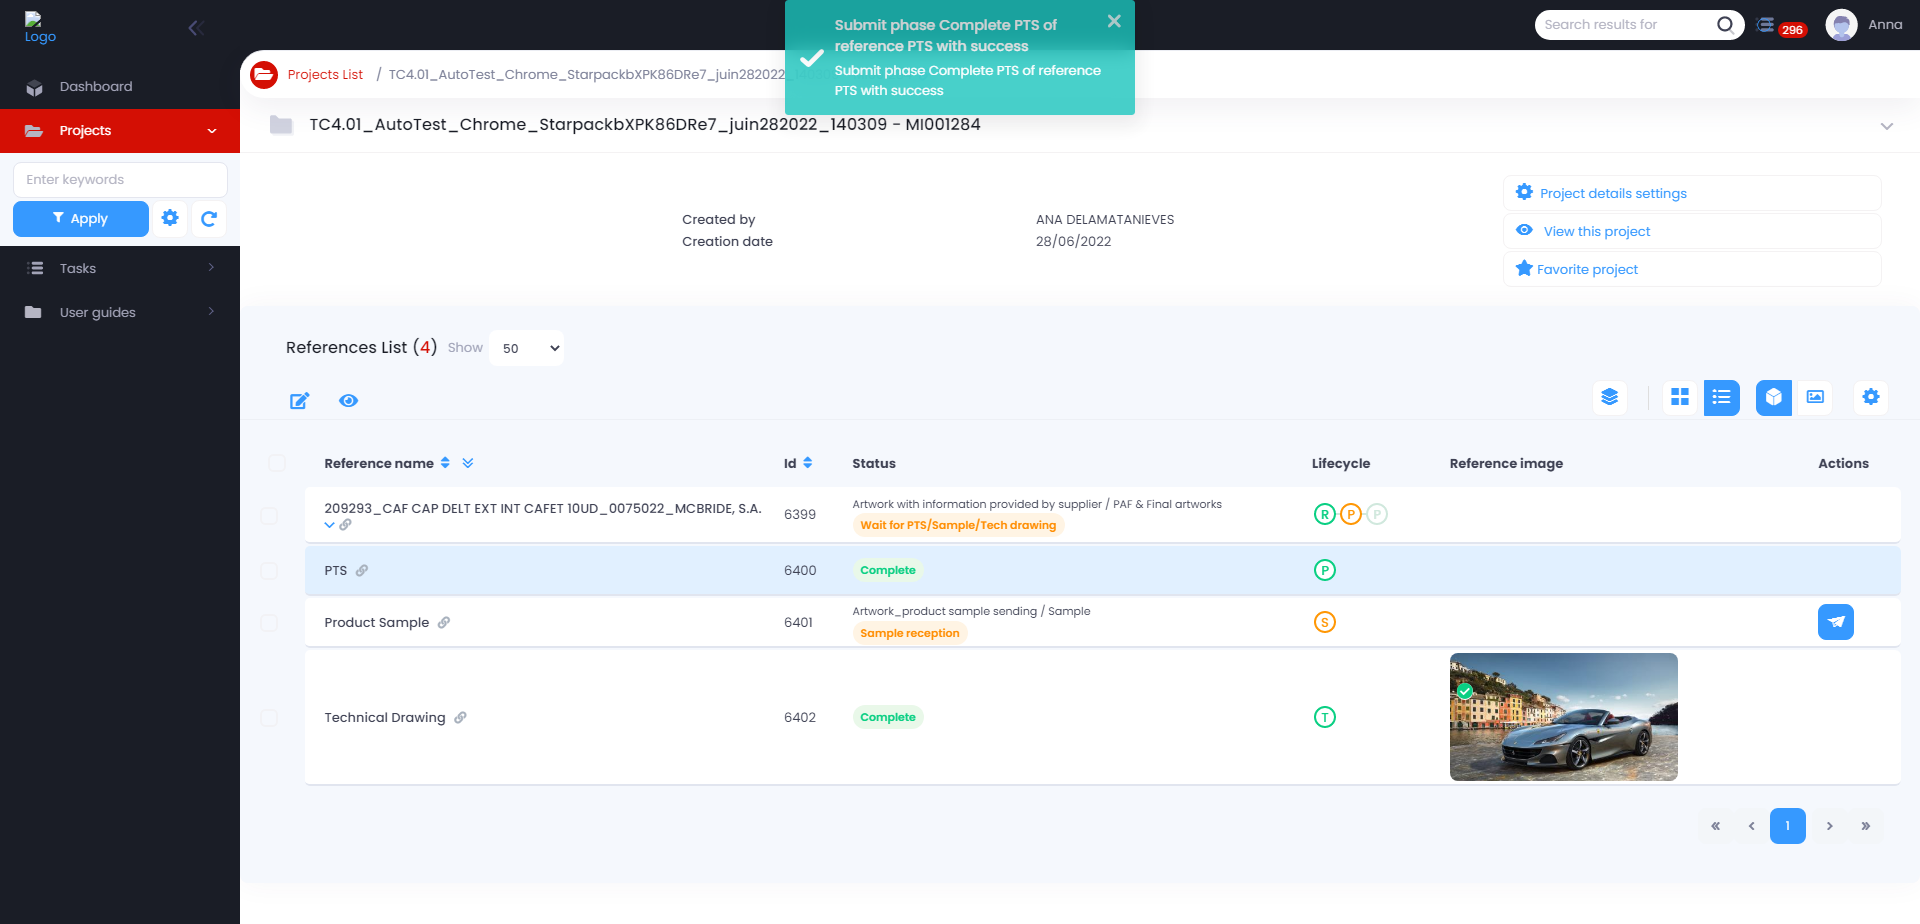 Logo
Submit phase Complete PTS of
reference PTS with success
Submit phase Complete PTS of reference
PTS with success
Search results for
296
Anna
Dashboard
Projects
Enter keywords
Apply
Tasks
User guides
Projects List / TC4.01_AutoTest_Chrome_StarpackbXPK86DRe7_juin282022_
TC4.01_AutoTest_Chrome_StarpackbXPK86DRe7_juin282022_140309 - MI001284
Created by ANA DELAMATANIEVES
Creation date 28/06/2022
Project details settings
View this project
Favorite project
References List (4) Show 50
Reference name Id Status Lifecycle Reference image Actions
209293_CAF CAP DELT EXT INT CAFET 10UD_0075022_MCBRIDE, S.A. 6399 Artwork with information provided by supplier / PAF & Final artworks
Wait for PTS/Sample/Tech drawing
R P P
PTS 6400 Complete P
Product Sample 6401 Artwork_product sample sending / Sample
Sample reception
S
Technical Drawing 6402 Complete T
« ‹ 1 › »